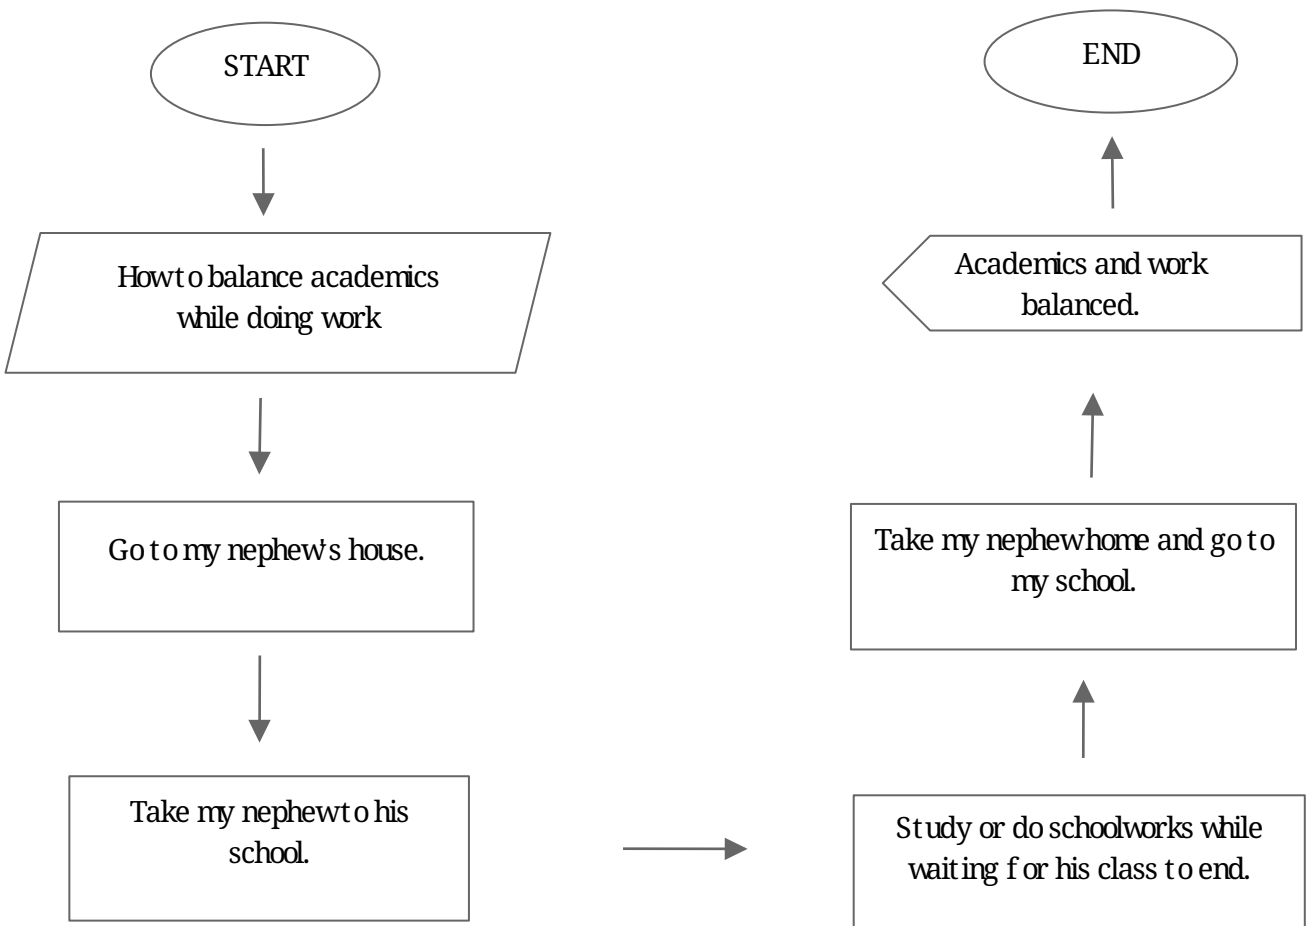 START
How to balance academics
while doing work
Go to my nephew's house.
Take my nephew to his
school.
Study or do schoolworks while
waiting for his class to end.
Take my nephew home and go to
my school.
Academics and work
balanced.
END